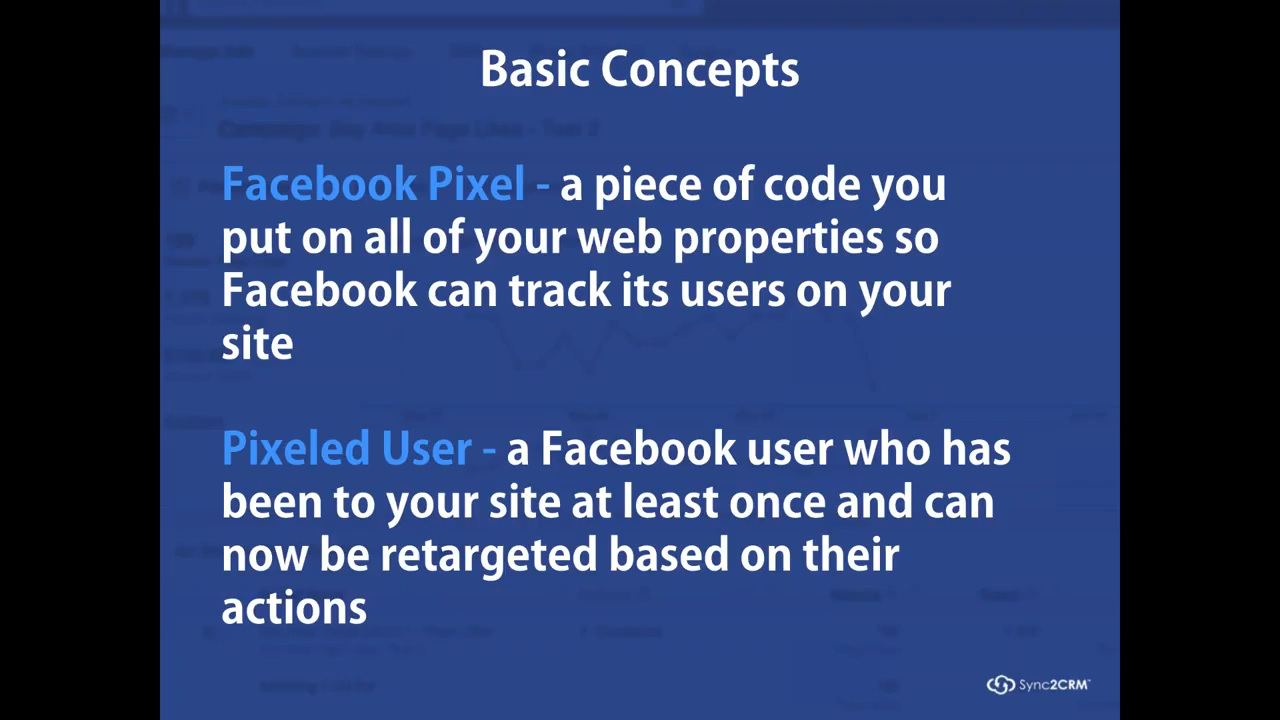 Basic Concepts
Facebook Pixel - a piece of code you
put on all of your web properties so
Facebook can track its users on your
site
Pixeled User - a Facebook user who has
been to your site at least once and can
now be retargeted based on their
actions
Sync2CRM